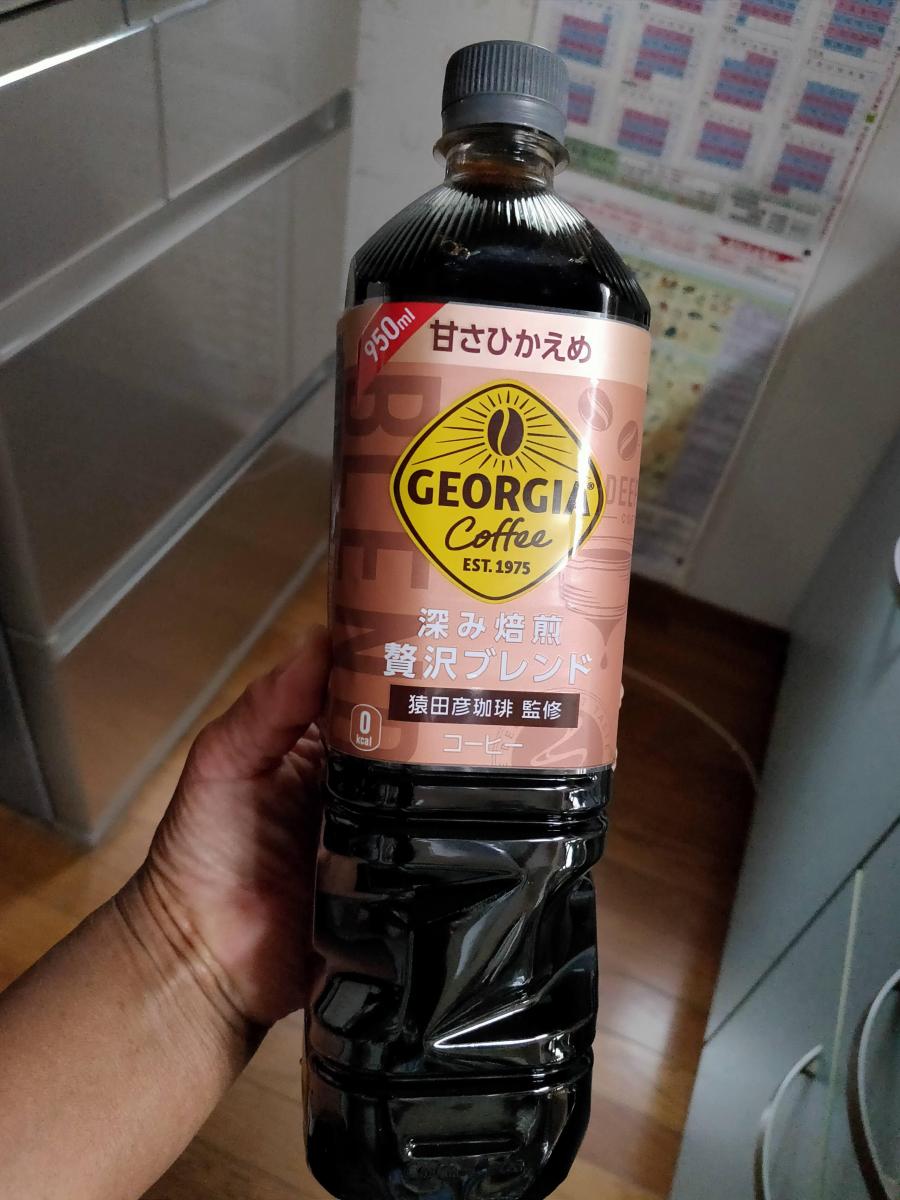 950ml
甘さひかえめ
BLEND
GEORGIA®
Coffee
EST. 1975
深み焙煎
贅沢ブレンド
猿田彦珈琲 監修
0
kcal
コーヒー